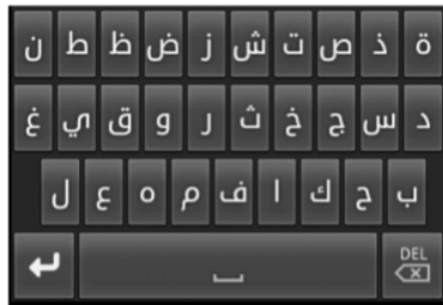 ة ذ ص ت ش ز ض ظ ط ن
د س ج خ ث ر و ق ي غ
ب ح ك ا ف م ه ع ل
DEL